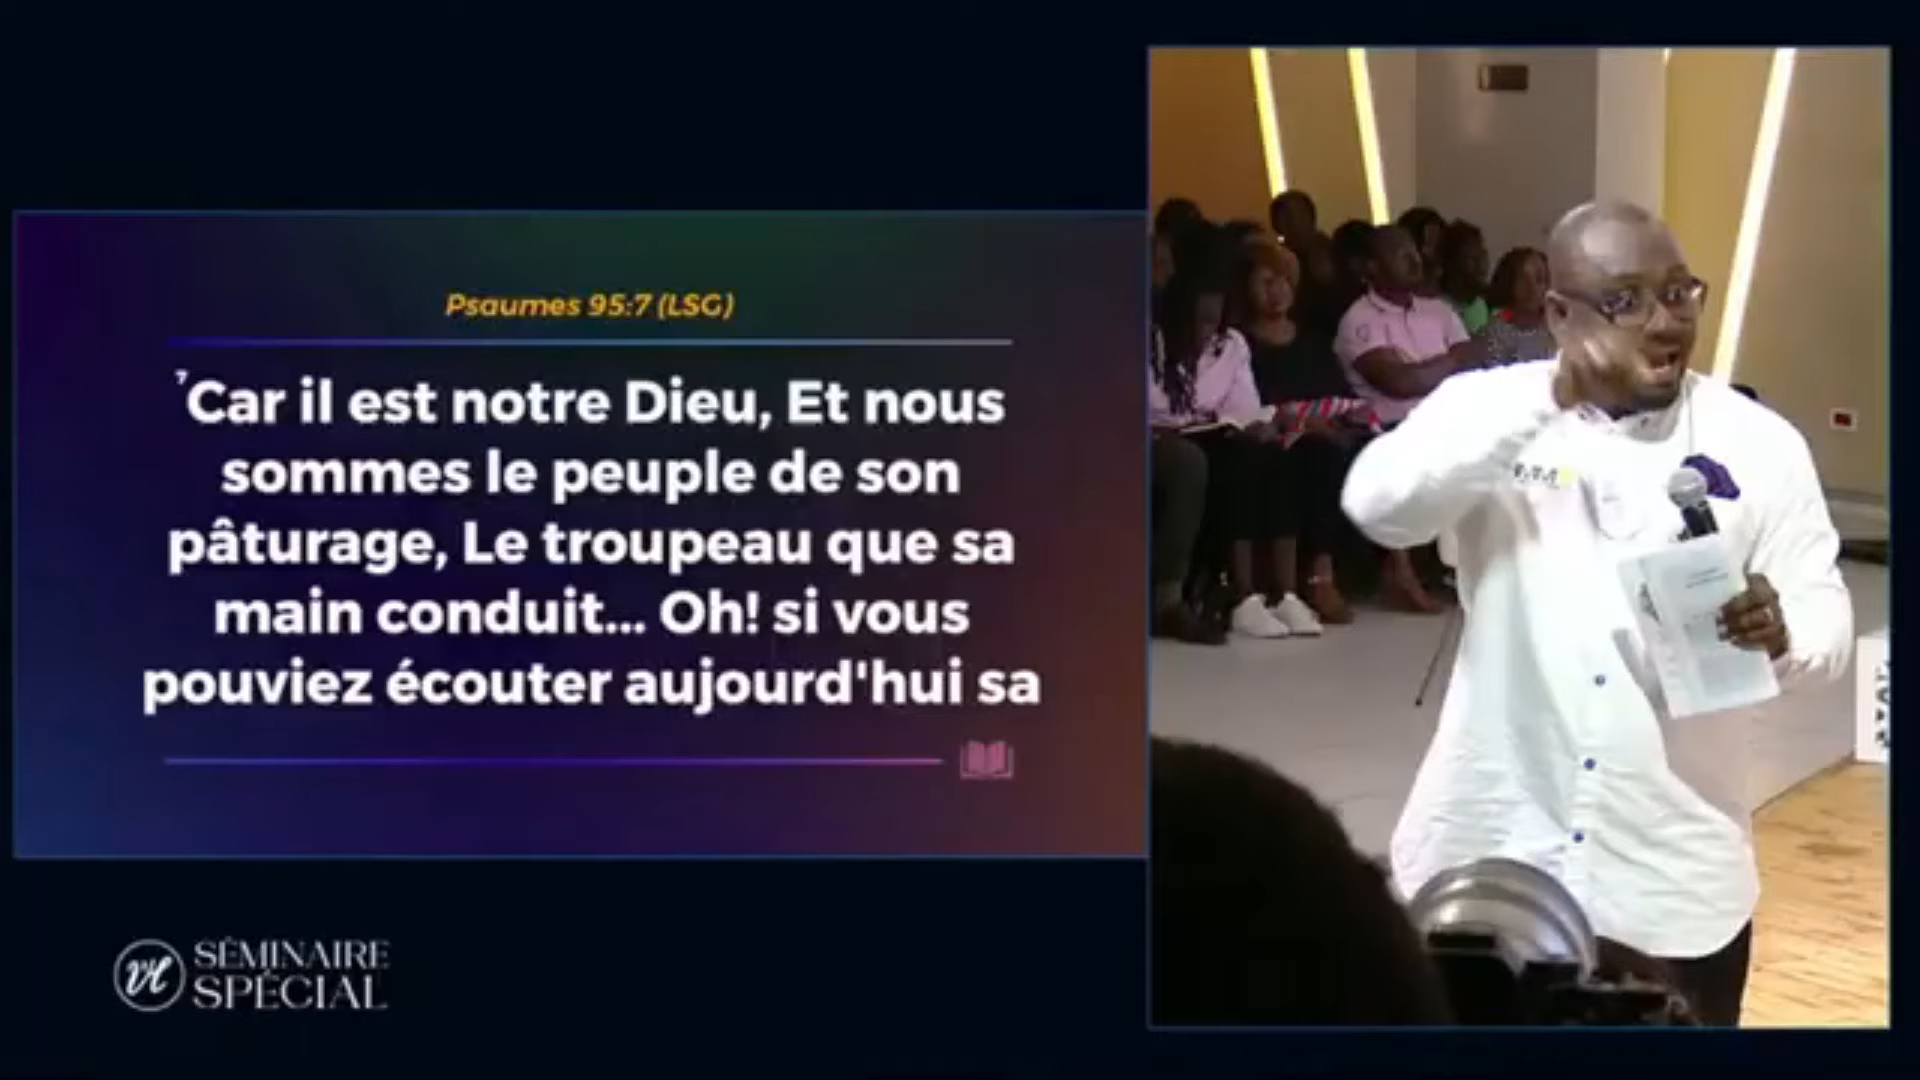 Psaumes 95:7 (LSG)
7Car il est notre Dieu, Et nous
sommes le peuple de son
pâturage, Le troupeau que sa
main conduit... Oh! si vous
pouviez écouter aujourd'hui sa
SÉMINAIRE
SPÉCIAL